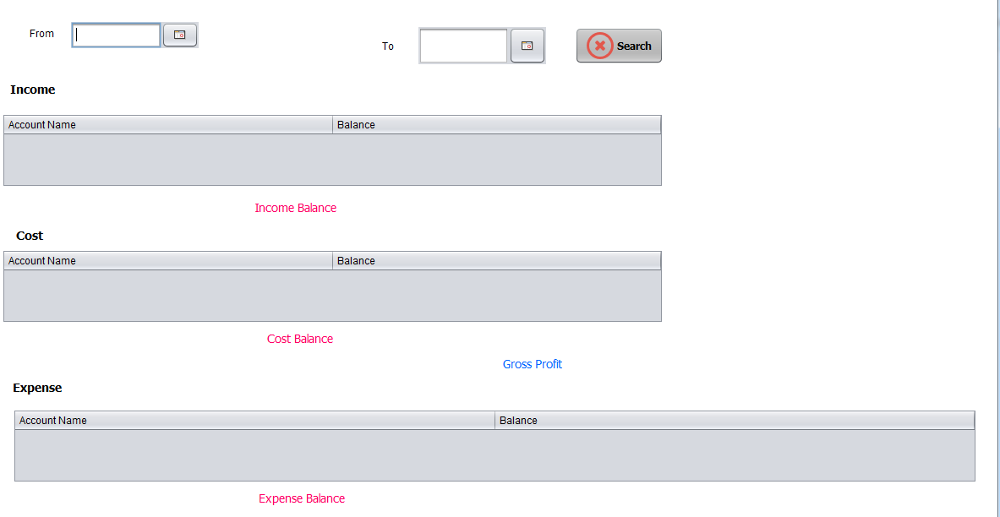 From
To
Search
Income
Account Name Balance
Income Balance
Cost
Account Name Balance
Cost Balance
Gross Profit
Expense
Account Name Balance
Expense Balance